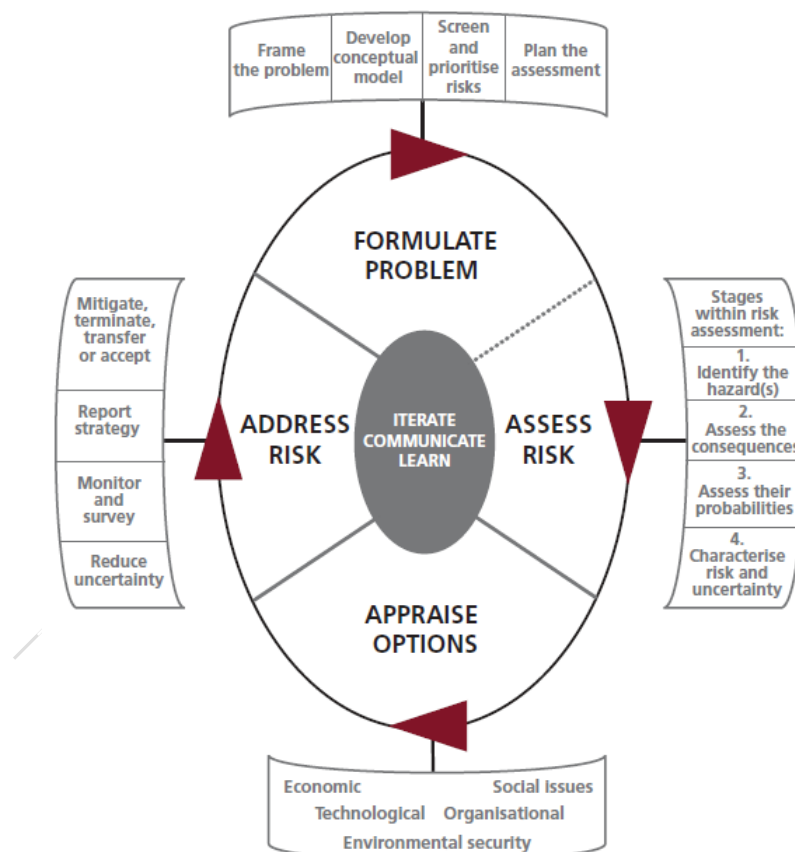 Frame
the problem
Develop
conceptual
model
Screen
and
prioritise
risks
Plan the
assessment
FORMULATE
PROBLEM
Mitigate,
terminate,
transfer
or accept
Report
strategy
Monitor
and
survey
Reduce
uncertainty
ADDRESS
RISK
ITERATE
COMMUNICATE
LEARN
ASSESS
RISK
Stages
within risk
assessment:
1.
Identify the
hazard(s)
2.
Assess the
consequences
3.
Assess their
probabilities
4.
Characterise
risk and
uncertainty
APPRAISE
OPTIONS
Economic Social issues
Technological Organisational
Environmental security